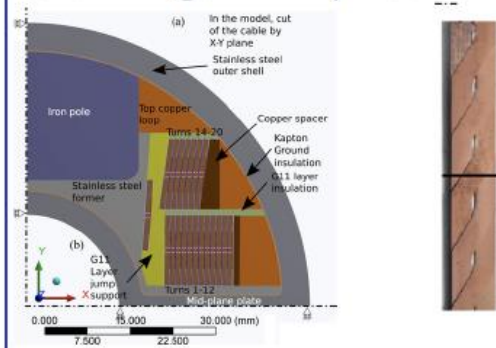 (a)
In the model, cut
of the cable by
X-Y plane
Stainless steel
outer shell
Iron pole
Top copper
loop
Copper spacer
Turns 14-20
Kapton
Ground
insulation
G11 layer
insulation
Stainless steel
former
(b)
G11
Layer
jump
support
Turns 1-12
Mid-plane plate
Y
Z
X
0.000
15.000
30.000 (mm)
7.500
22.500